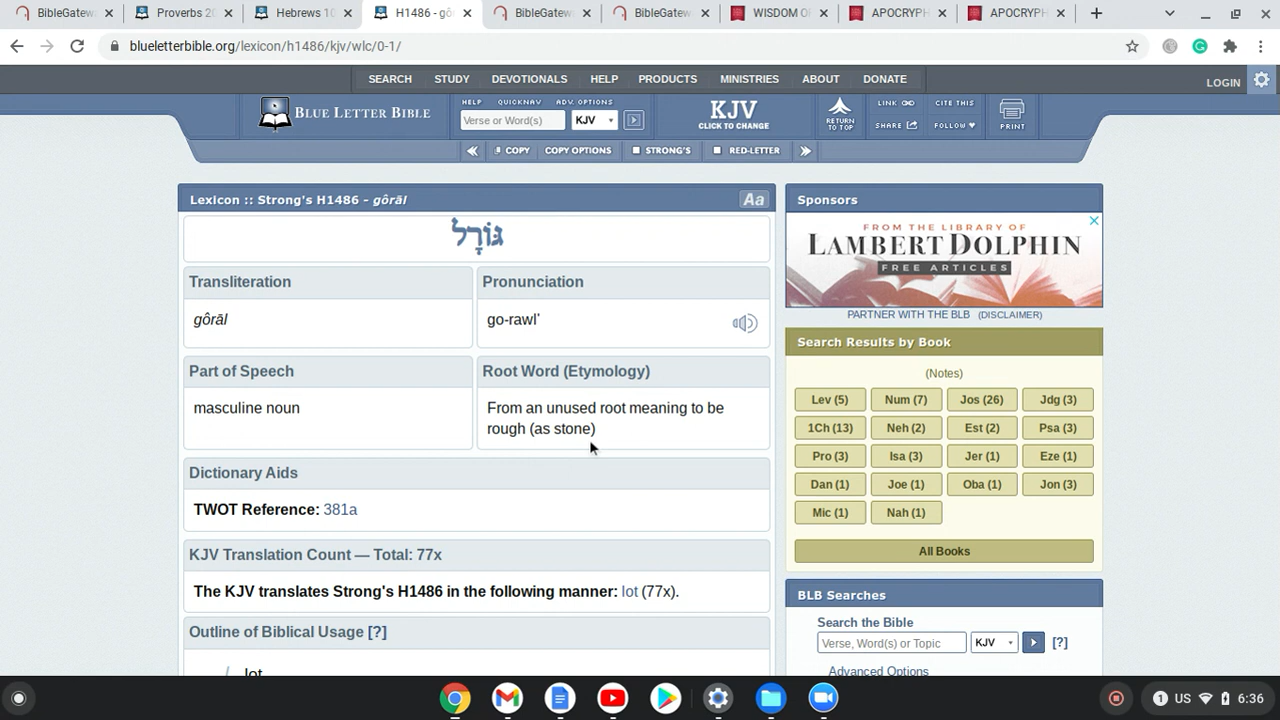 BibleGatew
Proverbs 20
Hebrews 10
H1486 - gôr
BibleGatew
BibleGatew
WISDOM O
APOCRYPH
APOCRYPH
blueletterbible.org/lexicon/h1486/kjv/wlc/0-1/
SEARCH STUDY DEVOTIONALS HELP PRODUCTS MINISTRIES ABOUT DONATE
LOGIN
BLUE LETTER BIBLE
HELP QUICKNAV ADV. OPTIONS
Verse or Word(s) KJV
KJV
CLICK TO CHANGE
RETURN TO TOP
LINK CITE THIS
SHARE FOLLOW
PRINT
COPY COPY OPTIONS STRONG'S RED-LETTER
Lexicon :: Strong's H1486 - gôrāl
Aa
גּוֹרָל
Transliteration
gôrāl
Pronunciation
go-rawl'
Part of Speech
masculine noun
Root Word (Etymology)
From an unused root meaning to be
rough (as stone)
Dictionary Aids
TWOT Reference: 381a
KJV Translation Count — Total: 77x
The KJV translates Strong's H1486 in the following manner: lot (77x).
Outline of Biblical Usage [?]
lot
Sponsors
FROM THE LIBRARY OF
LAMBERT DOLPHIN
FREE ARTICLES
PARTNER WITH THE BLB (DISCLAIMER)
Search Results by Book
(Notes)
Lev (5) Num (7) Jos (26) Jdg (3)
1Ch (13) Neh (2) Est (2) Psa (3)
Pro (3) Isa (3) Jer (1) Eze (1)
Dan (1) Joe (1) Oba (1) Jon (3)
Mic (1) Nah (1)
All Books
BLB Searches
Search the Bible
Verse, Word(s) or Topic KJV [?]
Advanced Options
1 US 6:36